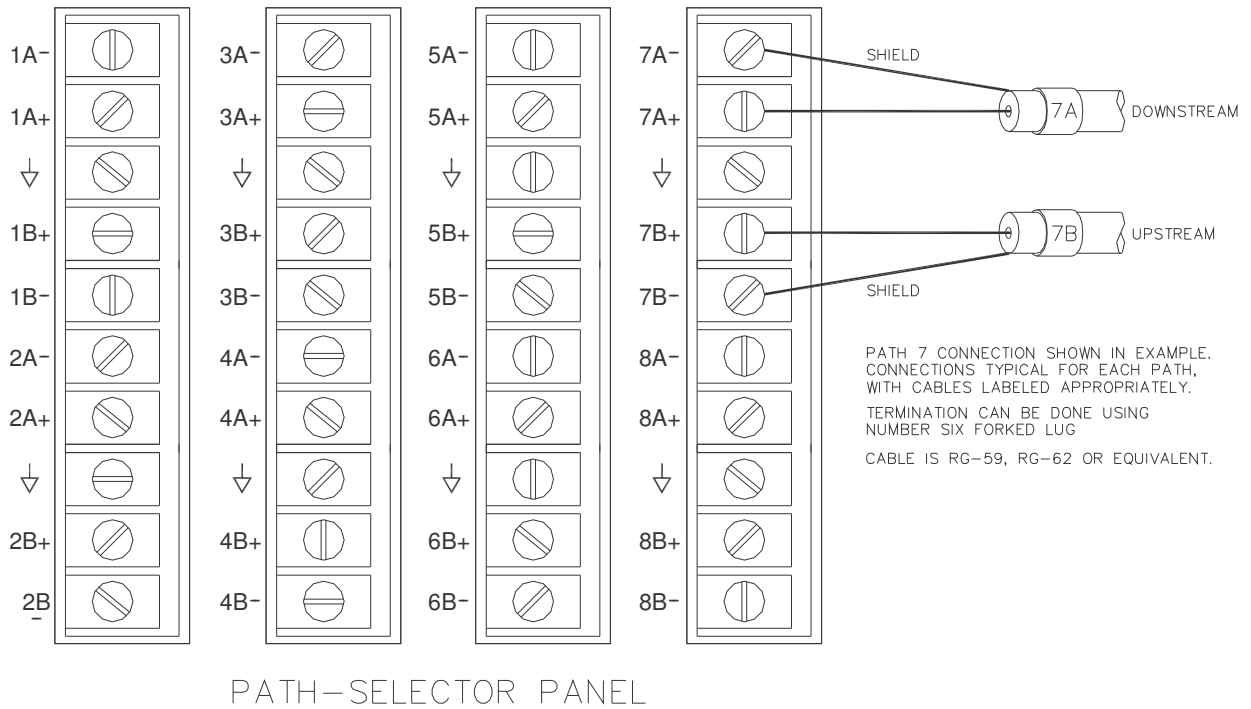 1A-
1A+
1B+
1B-
2A-
2A+
2B+
2B
-
3A-
3A+
3B+
3B-
4A-
4A+
4B+
4B-
5A-
5A+
5B+
5B-
6A-
6A+
6B+
6B-
7A-
7A+
7B+
7B-
8A-
8A+
8B+
8B-
SHIELD
7A
DOWNSTREAM
7B
UPSTREAM
SHIELD
PATH 7 CONNECTION SHOWN IN EXAMPLE.
CONNECTIONS TYPICAL FOR EACH PATH,
WITH CABLES LABELED APPROPRIATELY.
TERMINATION CAN BE DONE USING
NUMBER SIX FORKED LUG
CABLE IS RG-59, RG-62 OR EQUIVALENT.
PATH-SELECTOR PANEL